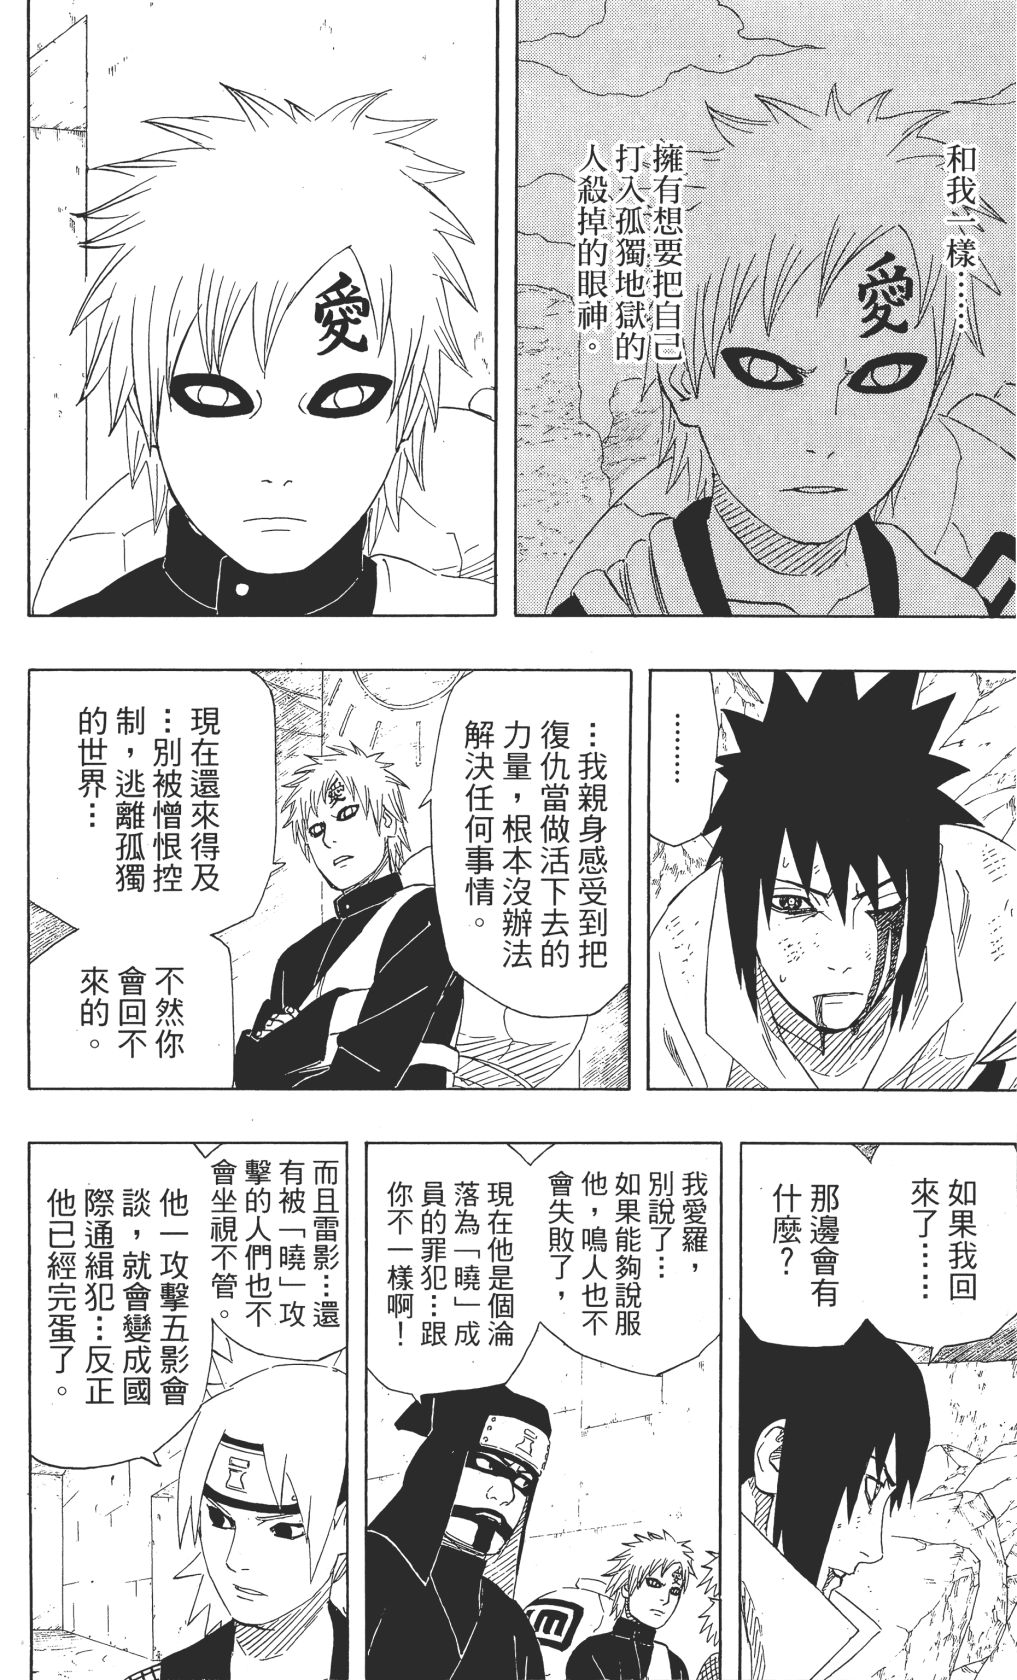 和我一樣……
擁有想要把自己
打入孤獨地獄的
人殺掉的眼神。
愛
愛
………
…我親身感受到把
復仇當做活下去的
力量，根本沒辦法
解決任何事情。
愛
現在還來得及
…別被憎恨控
制，逃離孤獨
的世界…
不然你
會回不
來的。
如果我回
來了……
那邊會有
什麼？
我愛羅，
別說了…
如果能夠說服
他，鳴人也不
會失敗了，
現在他是個淪
落為「曉」成
員的罪犯…跟
你不一樣啊！
愛
而且雷影…還
有被「曉」攻
擊的人們也不
會坐視不管。
他一攻擊五影會
談，就會變成國
際通緝犯…反正
他已經完蛋了。